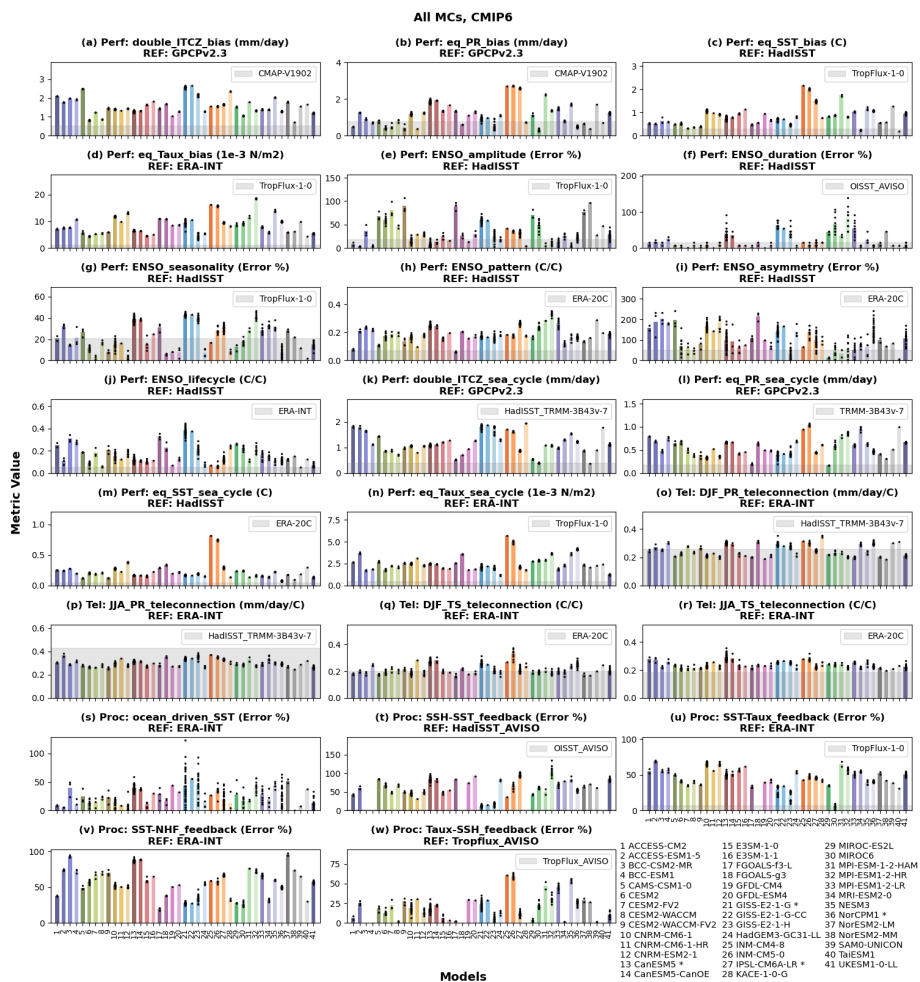 All MCs, CMIP6
(a) Perf: double_ITCZ_bias (mm/day)
REF: GPCPv2.3
CMAP-V1902
(b) Perf: eq_PR_bias (mm/day)
REF: GPCPv2.3
CMAP-V1902
(c) Perf: eq_SST_bias (C)
REF: HadISST
TropFlux-1-0
(d) Perf: eq_Taux_bias (1e-3 N/m2)
REF: ERA-INT
TropFlux-1-0
(e) Perf: ENSO_amplitude (Error %)
REF: HadISST
TropFlux-1-0
(f) Perf: ENSO_duration (Error %)
REF: HadISST
OISST_AVISO
(g) Perf: ENSO_seasonality (Error %)
REF: HadISST
TropFlux-1-0
(h) Perf: ENSO_pattern (C/C)
REF: HadISST
ERA-20C
(i) Perf: ENSO_asymmetry (Error %)
REF: HadISST
ERA-20C
(j) Perf: ENSO_lifecycle (C/C)
REF: HadISST
ERA-INT
(k) Perf: double_ITCZ_sea_cycle (mm/day)
REF: GPCPv2.3
HadISST_TRMM-3B43v-7
(l) Perf: eq_PR_sea_cycle (mm/day)
REF: GPCPv2.3
TRMM-3B43v-7
(m) Perf: eq_SST_sea_cycle (C)
REF: HadISST
ERA-20C
(n) Perf: eq_Taux_sea_cycle (1e-3 N/m2)
REF: ERA-INT
TropFlux-1-0
(o) Tel: DJF_PR_teleconnection (mm/day/C)
REF: ERA-INT
HadISST_TRMM-3B43v-7
(p) Tel: JJA_PR_teleconnection (mm/day/C)
REF: ERA-INT
HadISST_TRMM-3B43v-7
(q) Tel: DJF_TS_teleconnection (C/C)
REF: ERA-INT
ERA-20C
(r) Tel: JJA_TS_teleconnection (C/C)
REF: ERA-INT
ERA-20C
(s) Proc: ocean_driven_SST (Error %)
REF: ERA-INT
(t) Proc: SSH-SST_feedback (Error %)
REF: HadISST_AVISO
OISST_AVISO
(u) Proc: SST-Taux_feedback (Error %)
REF: ERA-INT
TropFlux-1-0
(v) Proc: SST-NHF_feedback (Error %)
REF: ERA-INT
(w) Proc: Taux-SSH_feedback (Error %)
REF: Tropflux_AVISO
TropFlux_AVISO
Metric Value
Models
1 ACCESS-CM2
2 ACCESS-ESM1-5
3 BCC-CSM2-MR
4 BCC-ESM1
5 CAMS-CSM1-0
6 CESM2
7 CESM2-FV2
8 CESM2-WACCM
9 CESM2-WACCM-FV2
10 CNRM-CM6-1
11 CNRM-CM6-1-HR
12 CNRM-ESM2-1
13 CanESM5 *
14 CanESM5-CanOE
15 E3SM-1-0
16 E3SM-1-1
17 FGOALS-f3-L
18 FGOALS-g3
19 GFDL-CM4
20 GFDL-ESM4
21 GISS-E2-1-G *
22 GISS-E2-1-G-CC
23 GISS-E2-1-H
24 HadGEM3-GC31-LL
25 INM-CM4-8
26 INM-CM5-0
27 IPSL-CM6A-LR *
28 KACE-1-0-G
29 MIROC-ES2L
30 MIROC6
31 MPI-ESM-1-2-HAM
32 MPI-ESM1-2-HR
33 MPI-ESM1-2-LR
34 MRI-ESM2-0
35 NESM3
36 NorCPM1 *
37 NorESM2-LM
38 NorESM2-MM
39 SAM0-UNICON
40 TaiESM1
41 UKESM1-0-LL